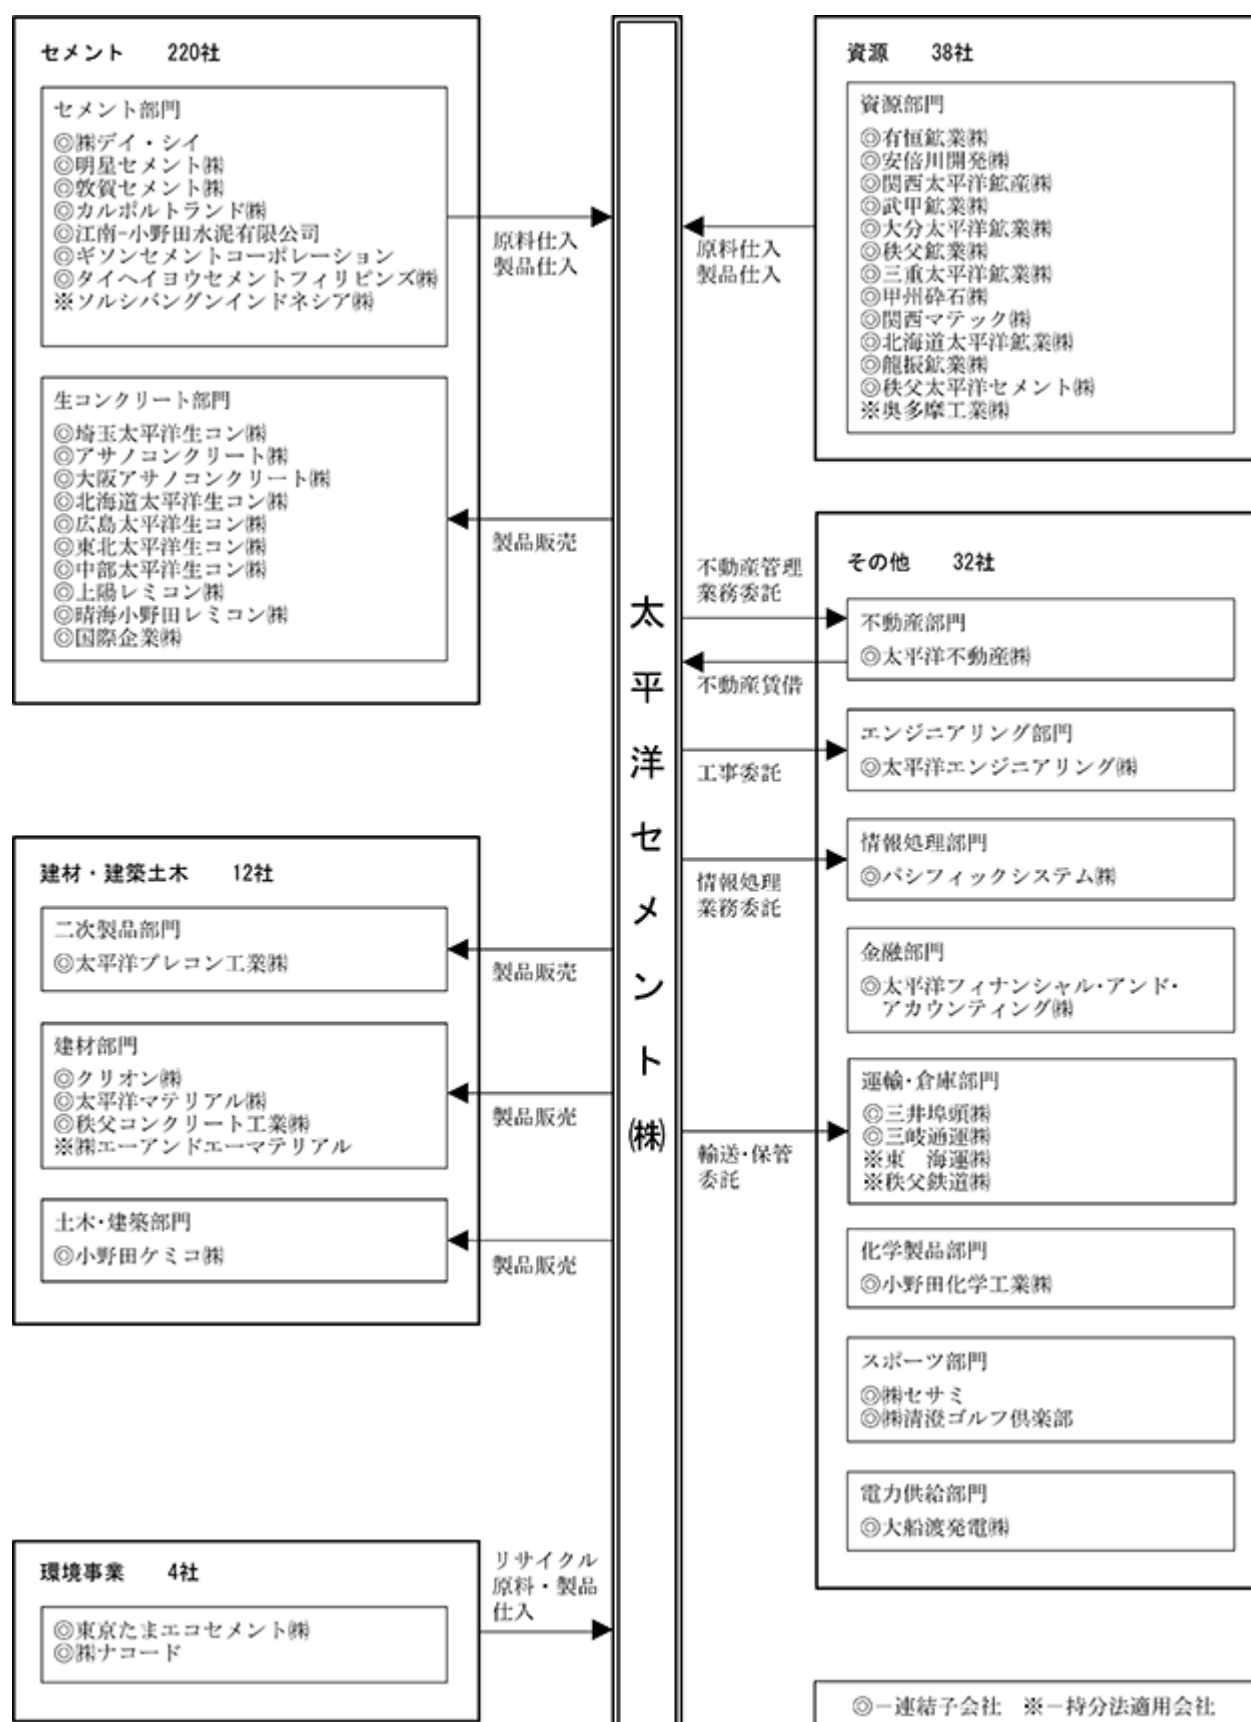 セメント　220社
セメント部門
◎㈱デイ・シイ
◎明星セメント㈱
◎敦賀セメント㈱
◎カルポルトランド㈱
◎江南-小野田水泥有限公司
◎ギソンセメントコーポレーション
◎タイヘイヨウセメントフィリピンズ㈱
※ソルシバングンインドネシア㈱
生コンクリート部門
◎埼玉太平洋生コン㈱
◎アサノコンクリート㈱
◎大阪アサノコンクリート㈱
◎北海道太平洋生コン㈱
◎広島太平洋生コン㈱
◎東北太平洋生コン㈱
◎中部太平洋生コン㈱
◎上陽レミコン㈱
◎晴海小野田レミコン㈱
◎国際企業㈱
原料仕入
製品仕入
製品販売
建材・建築土木　12社
二次製品部門
◎太平洋プレコン工業㈱
製品販売
建材部門
◎クリオン㈱
◎太平洋マテリアル㈱
◎秩父コンクリート工業㈱
※㈱エーアンドエーマテリアル
製品販売
土木・建築部門
◎小野田ケミコ㈱
製品販売
環境事業　4社
◎東京たまエコセメント㈱
◎㈱ナコード
リサイクル
原料・製品
仕入
太平洋セメント㈱
資源　38社
資源部門
◎有恒鉱業㈱
◎安倍川開発㈱
◎関西太平洋鉱産㈱
◎武甲鉱業㈱
◎大分太平洋鉱業㈱
◎秩父鉱業㈱
◎三重太平洋鉱業㈱
◎甲州砕石㈱
◎関西マテック㈱
◎北海道太平洋鉱業㈱
◎龍振鉱業㈱
◎秩父太平洋セメント㈱
※奥多摩工業㈱
原料仕入
製品仕入
その他　32社
不動産管理
業務委託
不動産部門
◎太平洋不動産㈱
不動産賃借
エンジニアリング部門
◎太平洋エンジニアリング㈱
工事委託
情報処理部門
◎パシフィックシステム㈱
情報処理
業務委託
金融部門
◎太平洋フィナンシャル・アンド・
アカウンティング㈱
運輸・倉庫部門
◎三井埠頭㈱
◎三岐通運㈱
※東　海運㈱
※秩父鉄道㈱
輸送・保管
委託
化学製品部門
◎小野田化学工業㈱
スポーツ部門
◎㈱セサミ
◎㈱清澄ゴルフ倶楽部
電力供給部門
◎大船渡発電㈱
◎－連結子会社　※－持分法適用会社